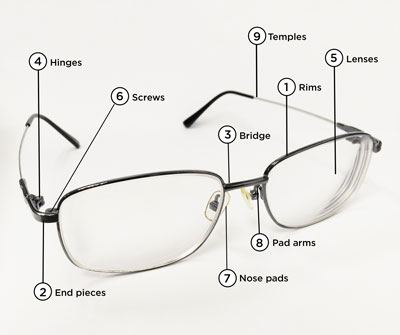 9 Temples
4 Hinges
5 Lenses
1 Rims
6 Screws
3 Bridge
8 Pad arms
7 Nose pads
2 End pieces